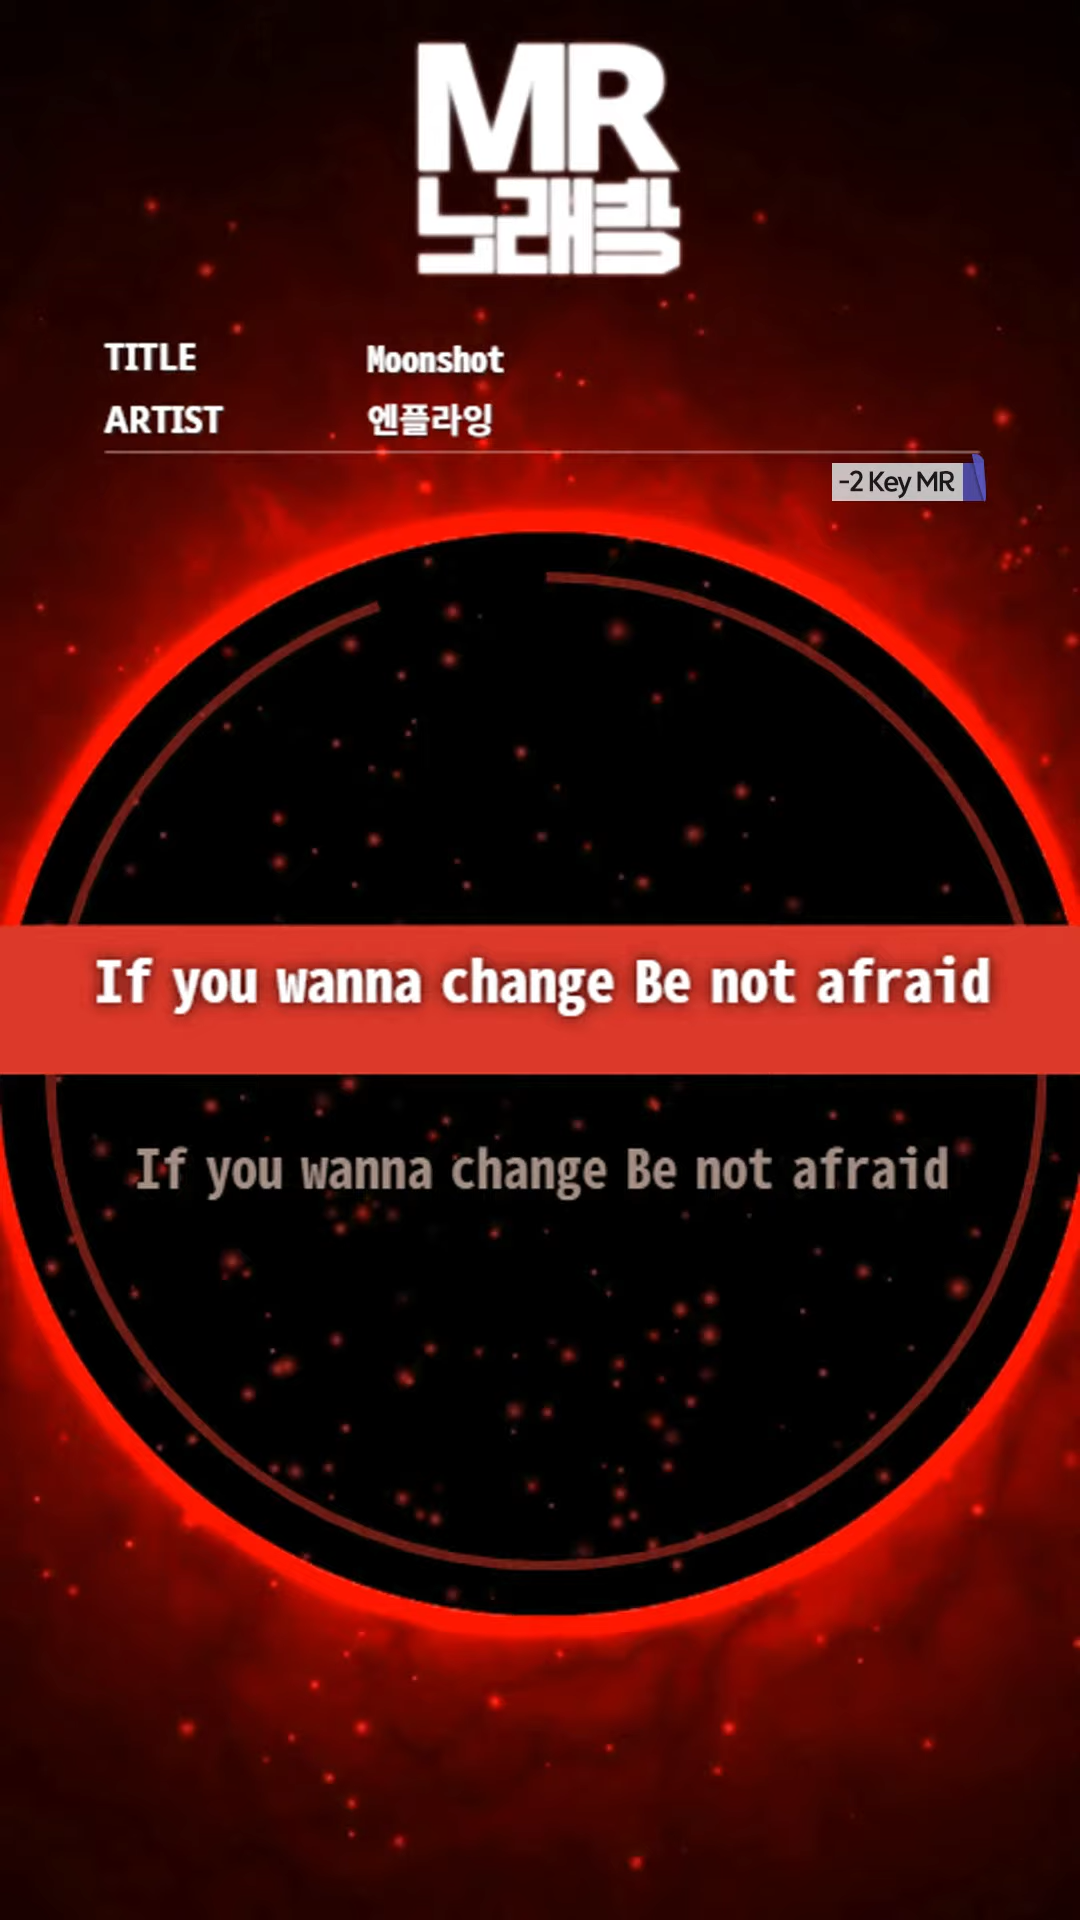 MR
노래방
TITLE Moonshot
ARTIST 엔플라잉
-2 Key MR
If you wanna change Be not afraid
If you wanna change Be not afraid